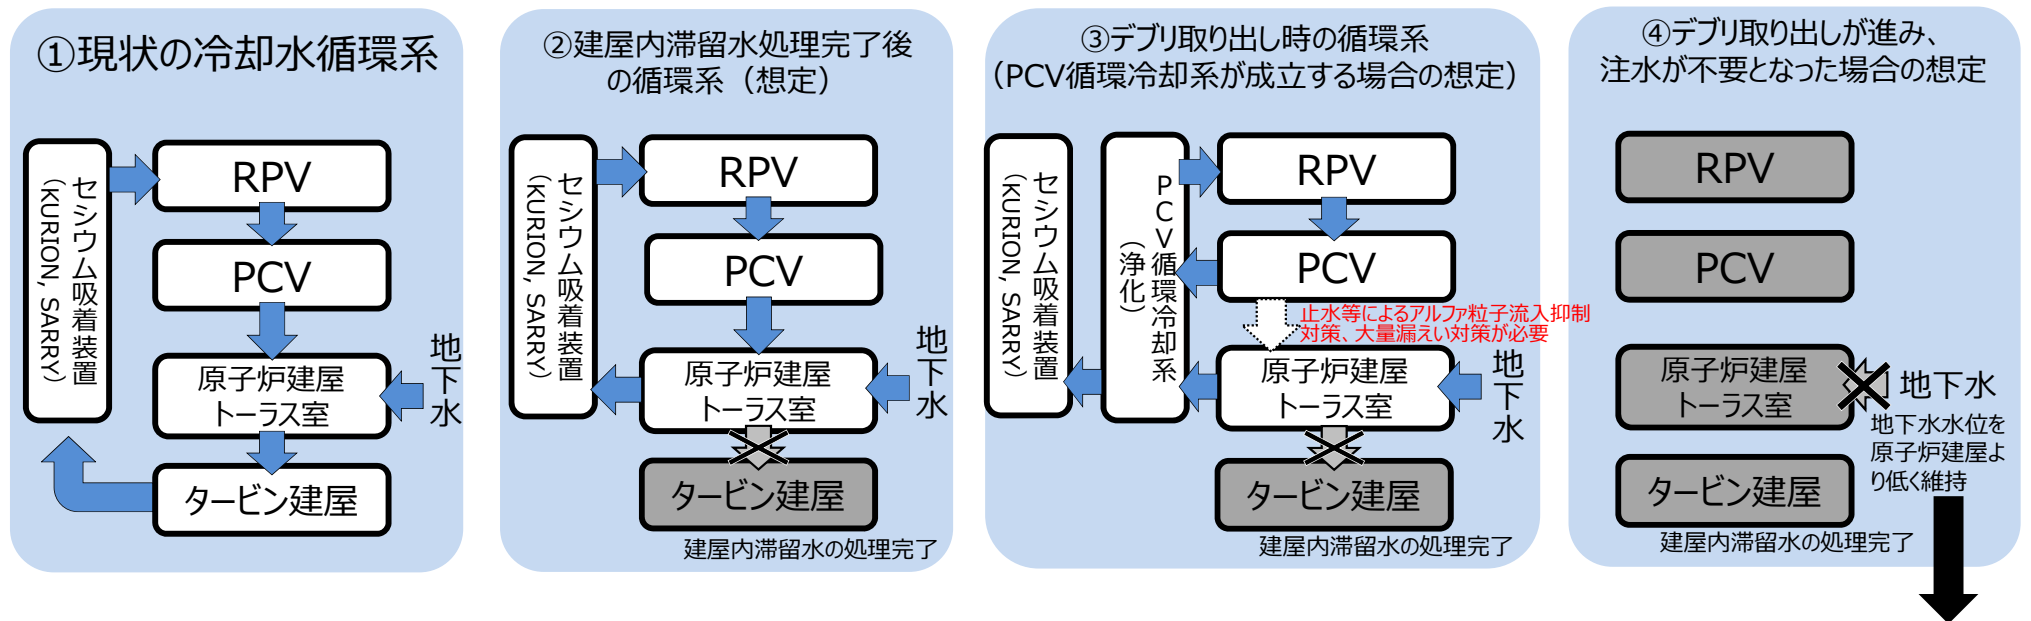 ①現状の冷却水循環系
セシウム吸着装置
(KURION, SARRY)
RPV
PCV
原子炉建屋
トーラス室
地下水
タービン建屋
②建屋内滞留水処理完了後
の循環系（想定）
セシウム吸着装置
(KURION, SARRY)
RPV
PCV
原子炉建屋
トーラス室
地下水
タービン建屋
建屋内滞留水の処理完了
③デブリ取り出し時の循環系
（PCV循環冷却系が成立する場合の想定）
セシウム吸着装置
(KURION, SARRY)
PCV循環冷却系
（浄化）
RPV
PCV
止水等によるアルファ粒子流入抑制
対策、大量漏えい対策が必要
原子炉建屋
トーラス室
地下水
タービン建屋
建屋内滞留水の処理完了
④デブリ取り出しが進み、
注水が不要となった場合の想定
RPV
PCV
原子炉建屋
トーラス室
地下水
地下水水位を
原子炉建屋よ
り低く維持
タービン建屋
建屋内滞留水の処理完了